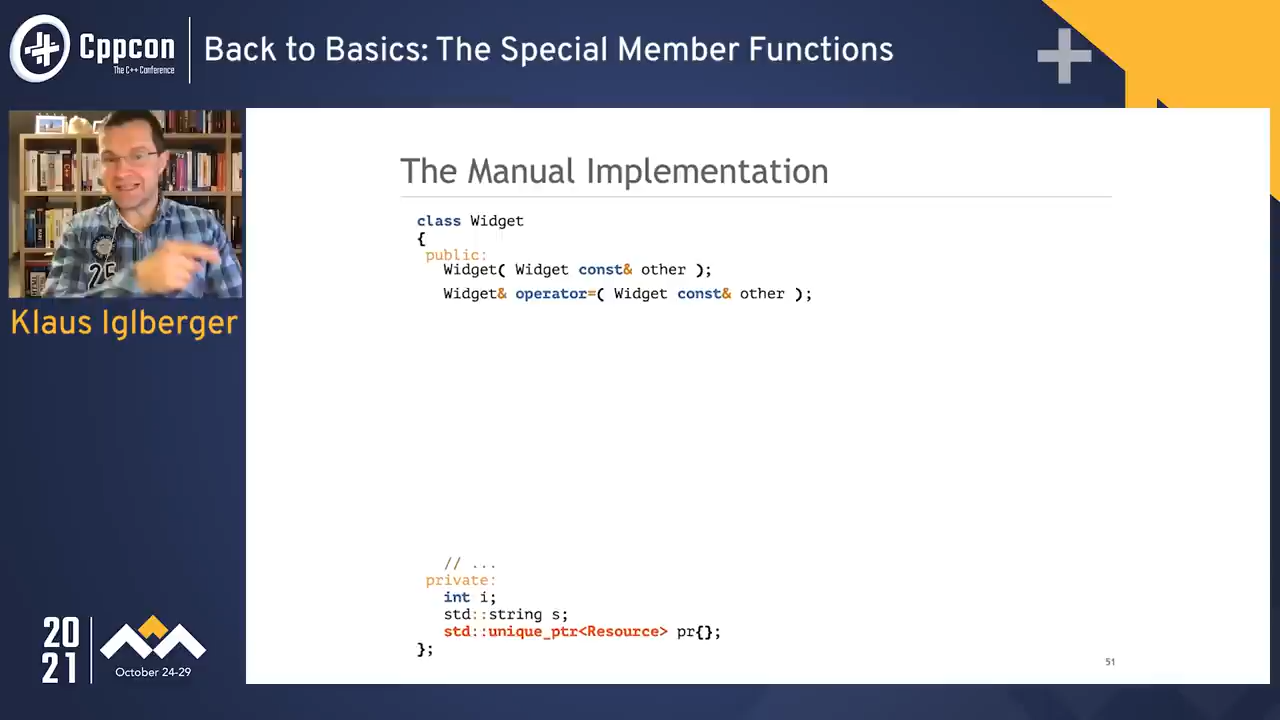 Cppcon
The C++ Conference
Back to Basics: The Special Member Functions
Klaus Iglberger
The Manual Implementation
class Widget
{
public:
Widget( Widget const& other );
Widget& operator=( Widget const& other );
// ...
private:
int i;
std::string s;
std::unique_ptr<Resource> pr{};
};
51
20
21
October 24-29